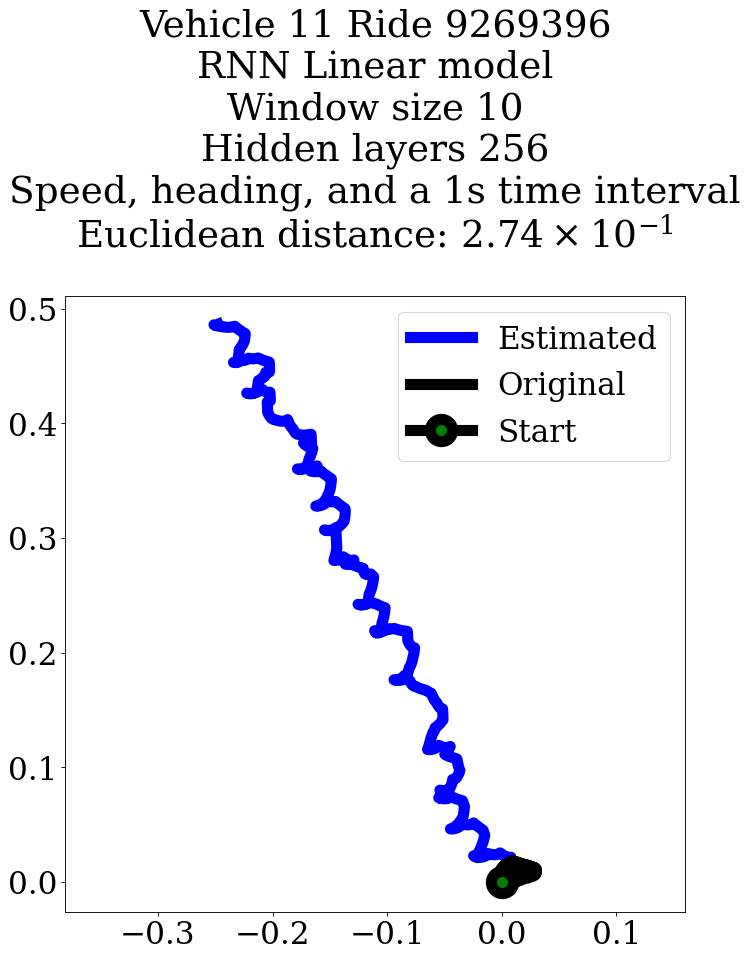 Vehicle 11 Ride 9269396
RNN Linear model
Window size 10
Hidden layers 256
Speed, heading, and a 1s time interval
Euclidean distance: 2.74 × 10⁻¹
Estimated
Original
Start
0.5
0.4
0.3
0.2
0.1
0.0
−0.3 −0.2 −0.1 0.0 0.1